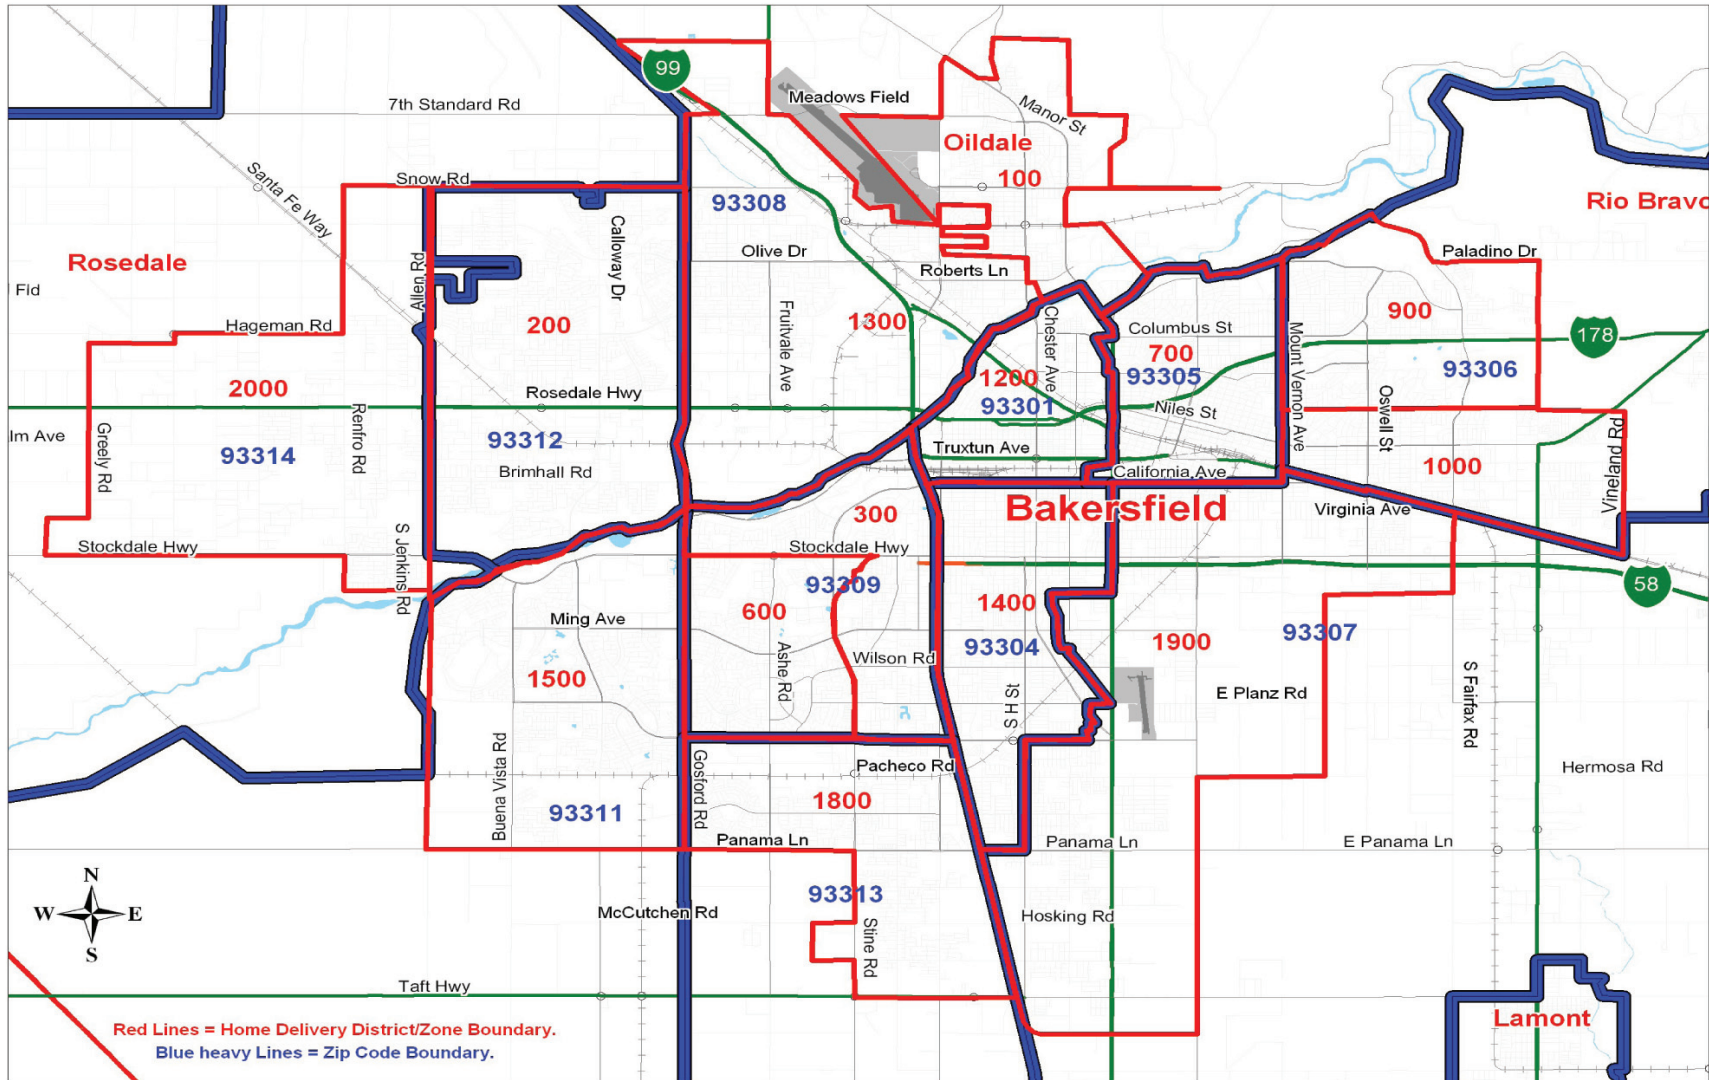 99
7th Standard Rd
Meadows Field
Manor St
Oildale
100
Santa Fe Way
Snow Rd
93308
Rio Bravo
Rosedale
Allen Rd
Calloway Dr
Olive Dr
Roberts Ln
Paladino Dr
Fld
Hageman Rd
200
Fruitvale Ave
1300
Chester Ave
Columbus St
Mount Vernon Ave
900
178
700
93305
93306
2000
1200
93301
Rosedale Hwy
Niles St
Oswell St
lm Ave
Greely Rd
Renfro Rd
93312
93314
Brimhall Rd
Truxtun Ave
California Ave
1000
Vineland Rd
300
Bakersfield
Virginia Ave
Stockdale Hwy
S Jenkins Rd
Stockdale Hwy
93309
58
600
1400
Ming Ave
93304
1900
93307
1500
Ashe Rd
Wilson Rd
S H St
E Planz Rd
S Fairfax Rd
Buena Vista Rd
Gosford Rd
Pacheco Rd
Hermosa Rd
93311
1800
Panama Ln
Panama Ln
E Panama Ln
N
W
E
S
93313
McCutchen Rd
Stine Rd
Hosking Rd
Taft Hwy
Lamont
Red Lines = Home Delivery District/Zone Boundary.
Blue heavy Lines = Zip Code Boundary.